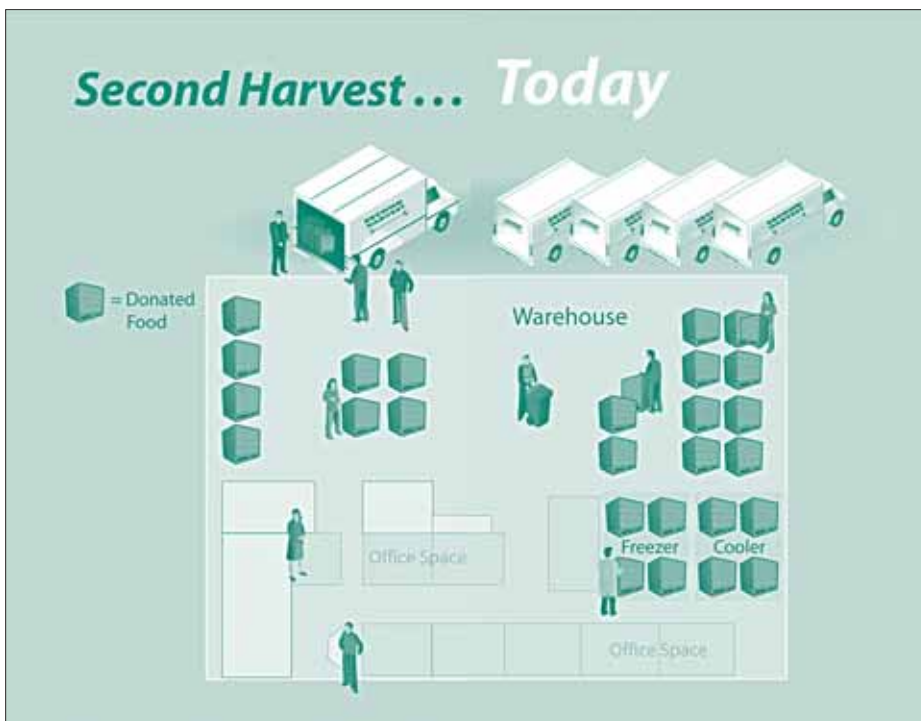 Second Harvest... Today
= Donated
Food
Warehouse
Freezer Cooler
Office Space
Office Space